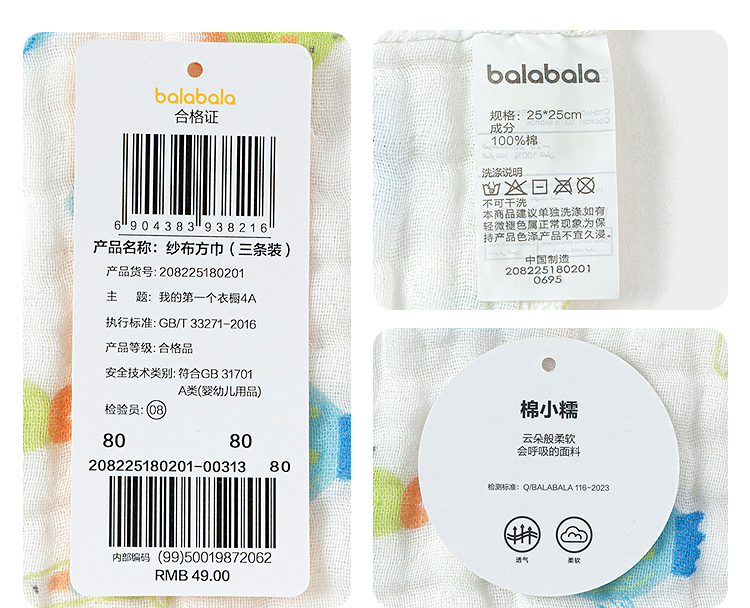 balabala
合格证
6 904383 938216
产品名称: 纱布方巾(三条装)
产品货号: 208225180201
主 题: 我的第一个衣橱4A
执行标准: GB/T 33271-2016
产品等级: 合格品
安全技术类别: 符合GB 31701
A类(婴幼儿用品)
检验员: 08
80 80
208225180201-00313 80
内部编码 (99)50019872062
RMB 49.00
balabala
规格: 25*25cm
成分
100%棉
洗涤说明
不可干洗
本商品建议单独洗涤,如有
轻微褪色属正常现象,为保
持产品色泽,产品不宜久浸。
中国制造
208225180201
0695
棉小糯
云朵般柔软
会呼吸的面料
检测标准: Q/BALABALA 116-2023
透气 柔软